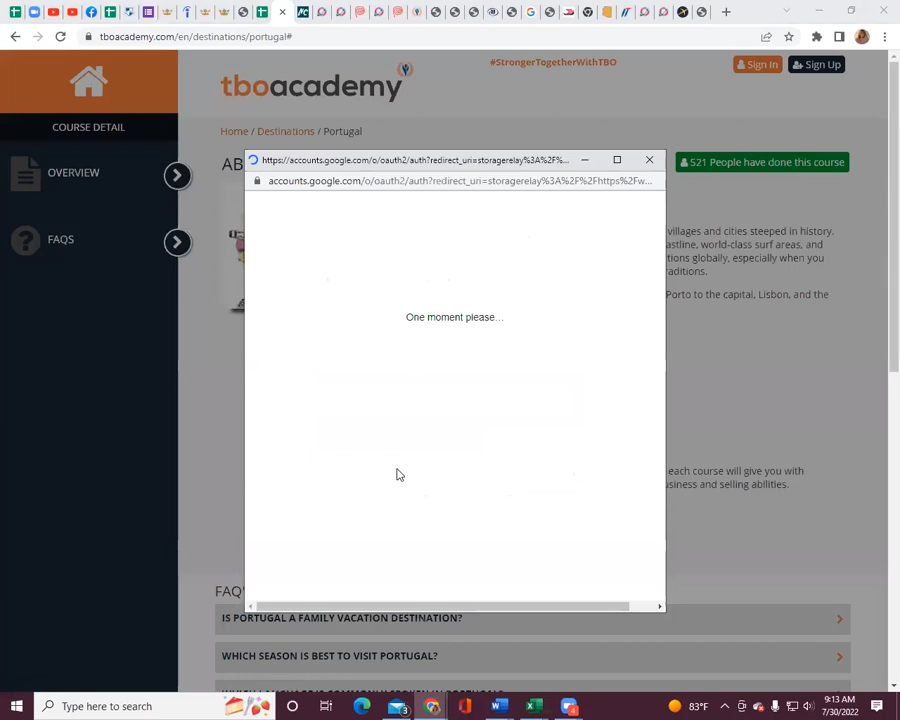 tboacademy.com/en/destinations/portugal#
#StrongerTogetherWithTBO
Sign In
Sign Up
tboacademy
COURSE DETAIL
OVERVIEW
FAQS
Home / Destinations / Portugal
AB
521 People have done this course
https://accounts.google.com/o/oauth2/auth?redirect_uri=storagerelay%3A%2F%...
accounts.google.com/o/oauth2/auth?redirect_uri=storagerelay%3A%2F%2Fhttps%2Fw...
One moment please...
villages and cities steeped in history.
astline, world-class surf areas, and
ctions globally, especially when you
raditions.
Porto to the capital, Lisbon, and the
each course will give you with
usiness and selling abilities.
FAQ'
IS PORTUGAL A FAMILY VACATION DESTINATION?
WHICH SEASON IS BEST TO VISIT PORTUGAL?
Type here to search
3
4
83°F
9:13 AM
7/30/2022